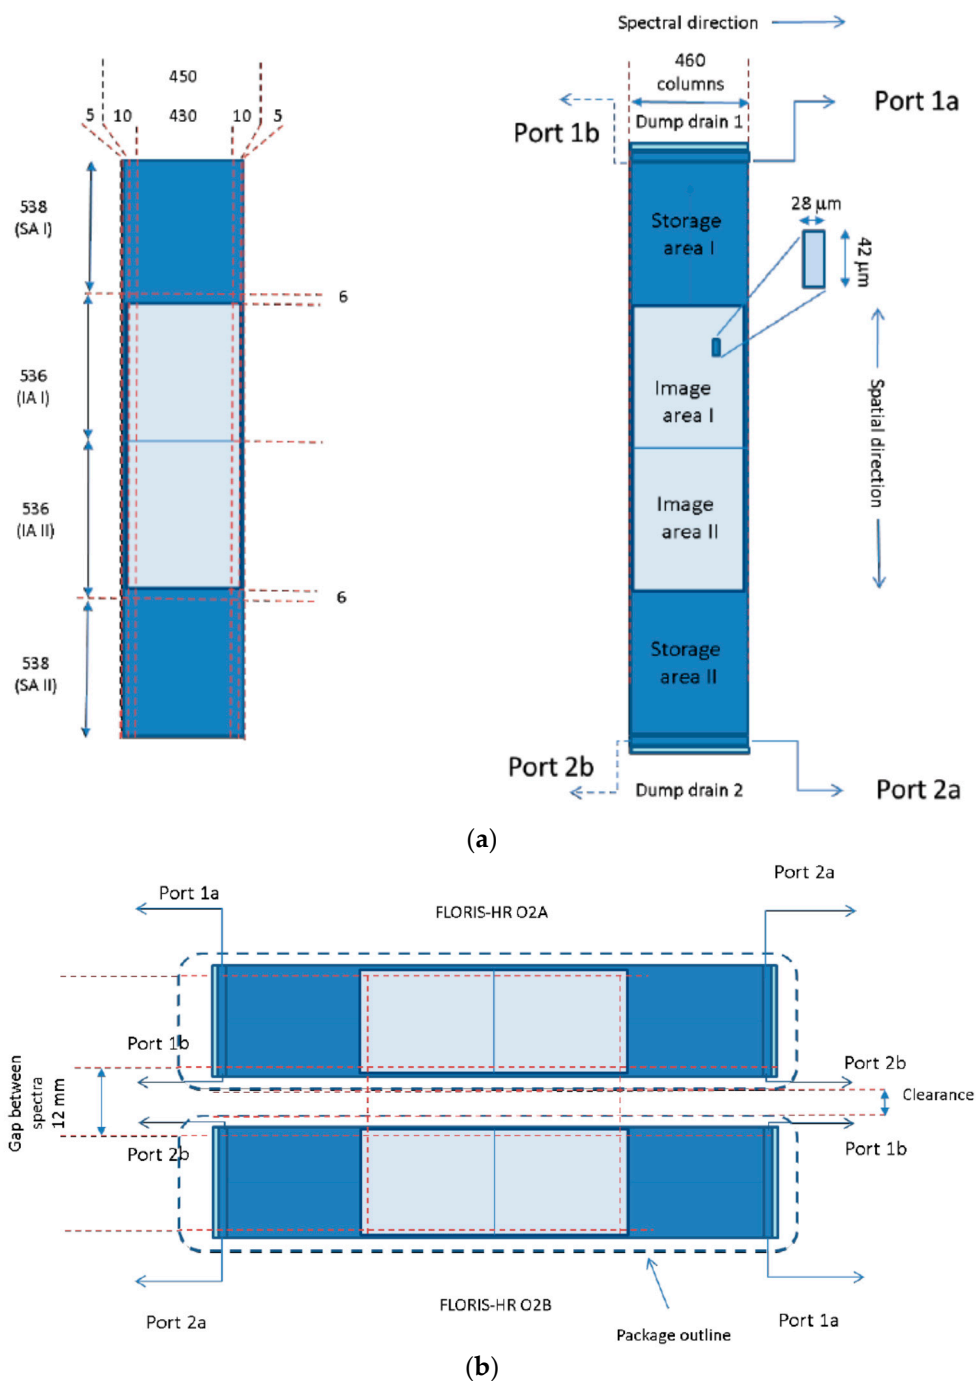 Spectral direction
450
460
columns
5 10 430 10 5
Port 1b
Dump drain 1
Port 1a
538
(SA I)
Storage
area I
28 µm
42 µm
6
536
(IA I)
Image
area I
Spatial direction
536
(IA II)
Image
area II
6
538
(SA II)
Storage
area II
Port 2b
Dump drain 2
Port 2a
(a)
Port 1a
FLORIS-HR O2A
Port 2a
Port 1b
Port 2b
Gap between
spectra
12 mm
Clearance
Port 2b
Port 1b
Port 2a
FLORIS-HR O2B
Port 1a
Package outline
(b)